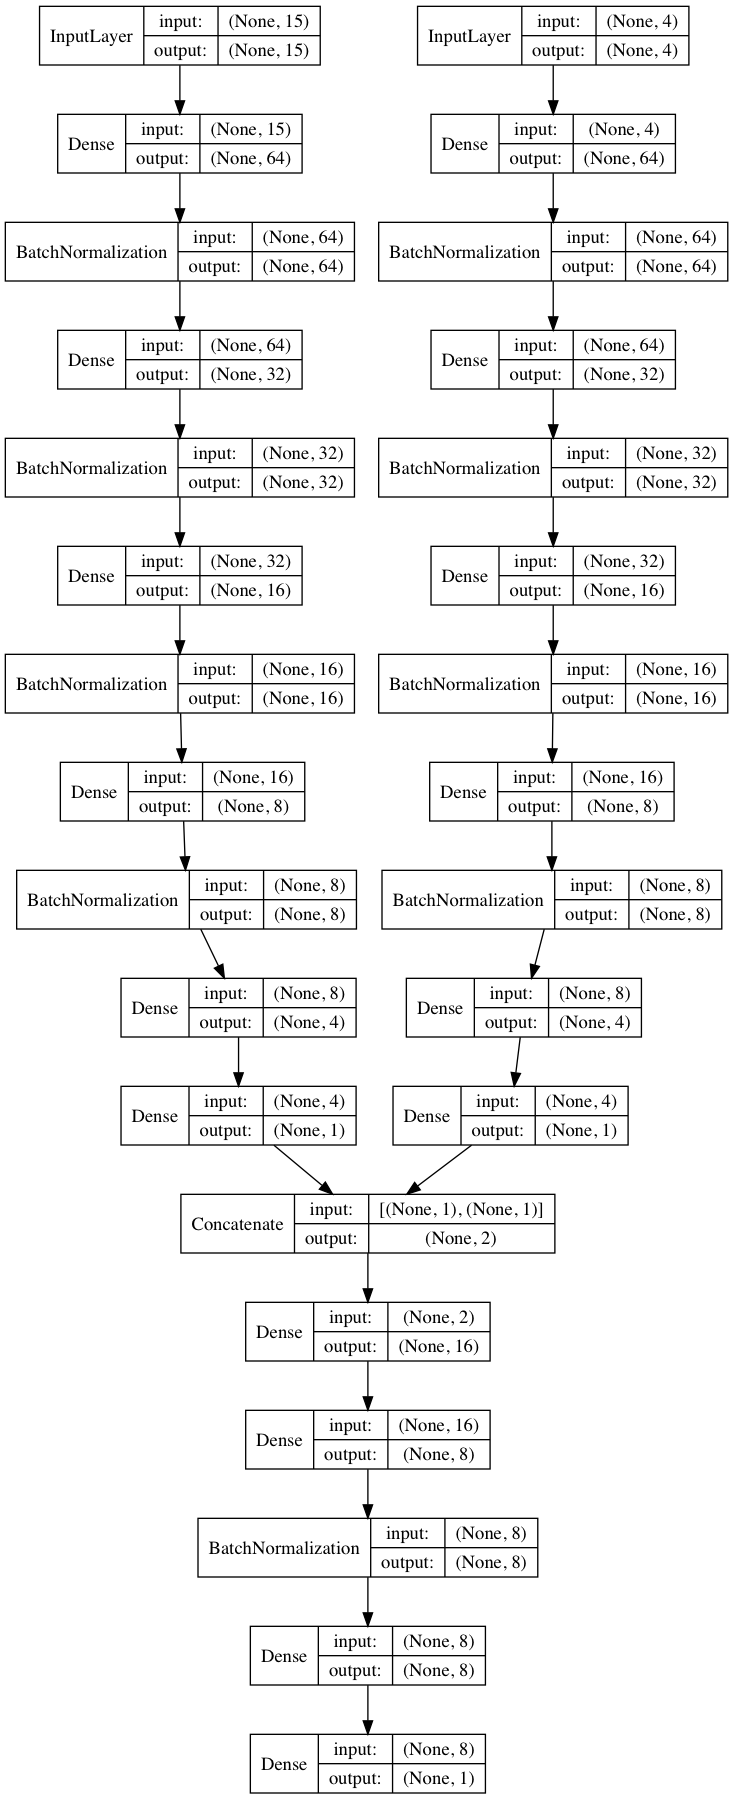 InputLayer input: (None, 15)
output: (None, 15)
InputLayer input: (None, 4)
output: (None, 4)
Dense input: (None, 15)
output: (None, 64)
Dense input: (None, 4)
output: (None, 64)
BatchNormalization input: (None, 64)
output: (None, 64)
BatchNormalization input: (None, 64)
output: (None, 64)
Dense input: (None, 64)
output: (None, 32)
Dense input: (None, 64)
output: (None, 32)
BatchNormalization input: (None, 32)
output: (None, 32)
BatchNormalization input: (None, 32)
output: (None, 32)
Dense input: (None, 32)
output: (None, 16)
Dense input: (None, 32)
output: (None, 16)
BatchNormalization input: (None, 16)
output: (None, 16)
BatchNormalization input: (None, 16)
output: (None, 16)
Dense input: (None, 16)
output: (None, 8)
Dense input: (None, 16)
output: (None, 8)
BatchNormalization input: (None, 8)
output: (None, 8)
BatchNormalization input: (None, 8)
output: (None, 8)
Dense input: (None, 8)
output: (None, 4)
Dense input: (None, 8)
output: (None, 4)
Dense input: (None, 4)
output: (None, 1)
Dense input: (None, 4)
output: (None, 1)
Concatenate input: [(None, 1), (None, 1)]
output: (None, 2)
Dense input: (None, 2)
output: (None, 16)
Dense input: (None, 16)
output: (None, 8)
BatchNormalization input: (None, 8)
output: (None, 8)
Dense input: (None, 8)
output: (None, 8)
Dense input: (None, 8)
output: (None, 1)